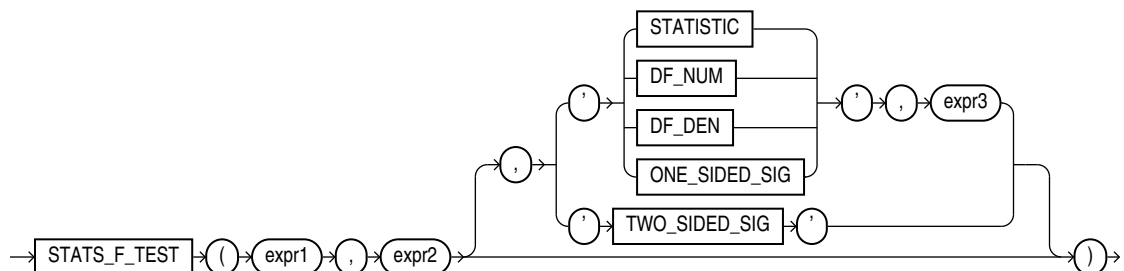 STATISTIC
DF_NUM
' ' , expr3
DF_DEN
,
ONE_SIDED_SIG
' TWO_SIDED_SIG '
STATS_F_TEST ( expr1 , expr2 )